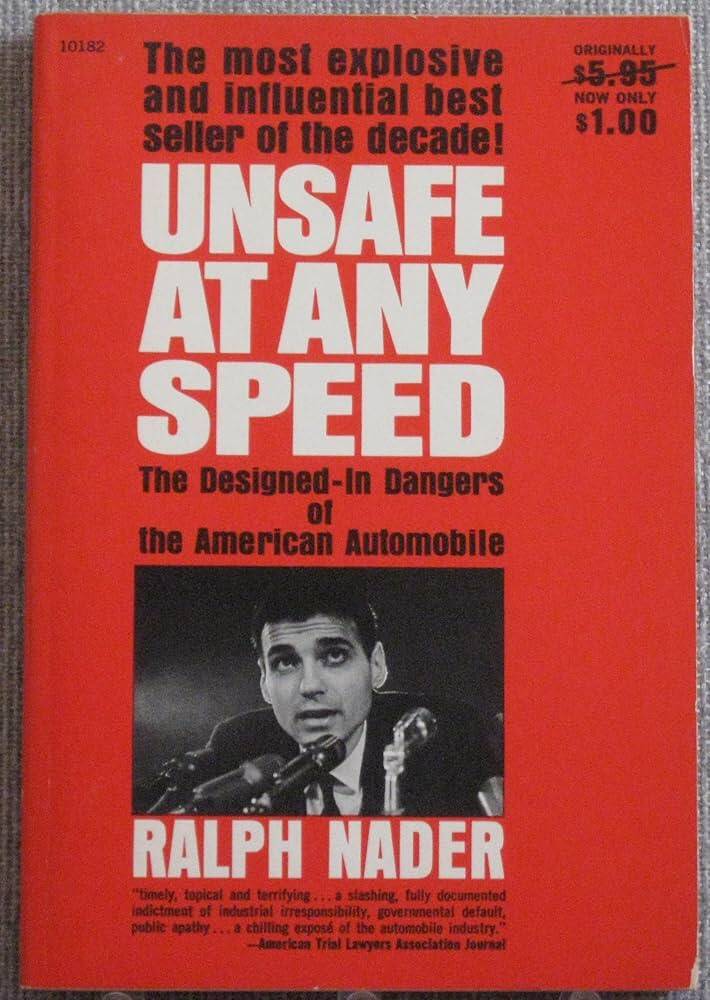 10182
The most explosive
and influential best
seller of the decade!
ORIGINALLY
$5.95
NOW ONLY
$1.00
UNSAFE
AT ANY
SPEED
The Designed-In Dangers
of
the American Automobile
RALPH NADER
"timely, topical and terrifying...a slashing, fully documented
indictment of industrial irresponsibility, governmental default,
public apathy...a chilling exposé of the automobile industry."
—American Trial Lawyers Association Journal